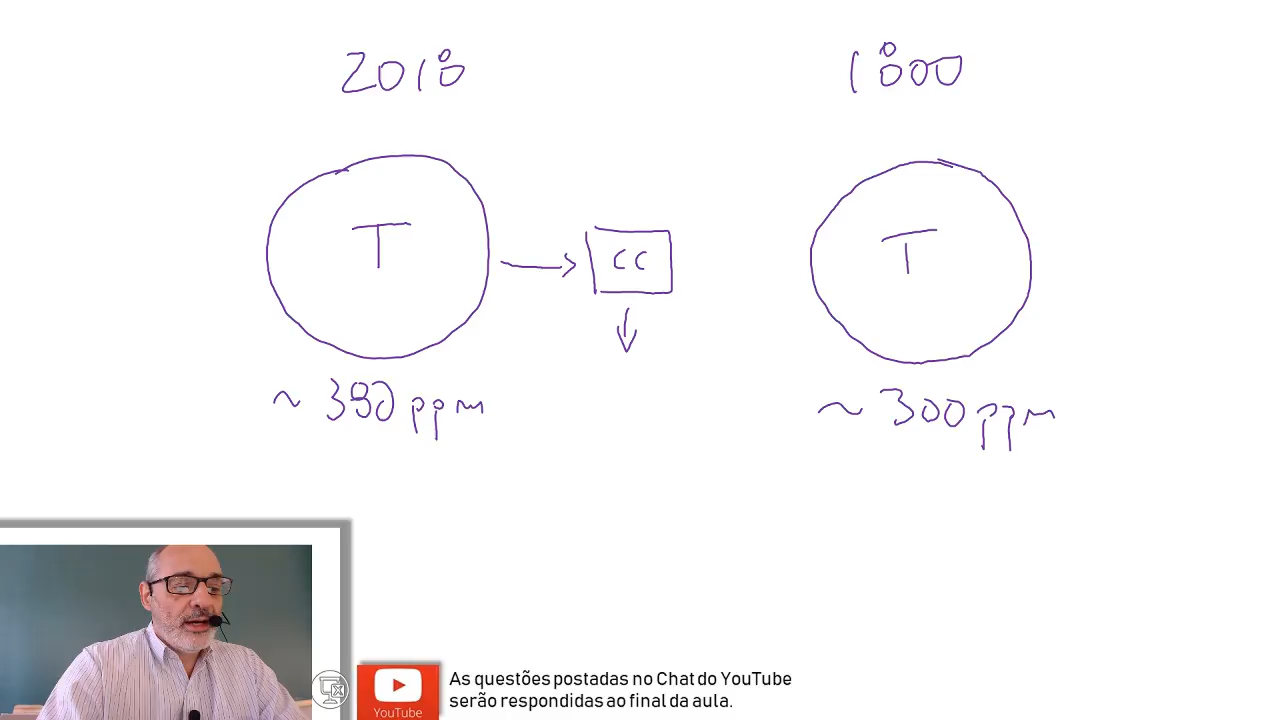 2018
1800
T
T
CC
~ 390 ppm
~ 300 ppm
As questões postadas no Chat do YouTube
serão respondidas ao final da aula.
YouTube